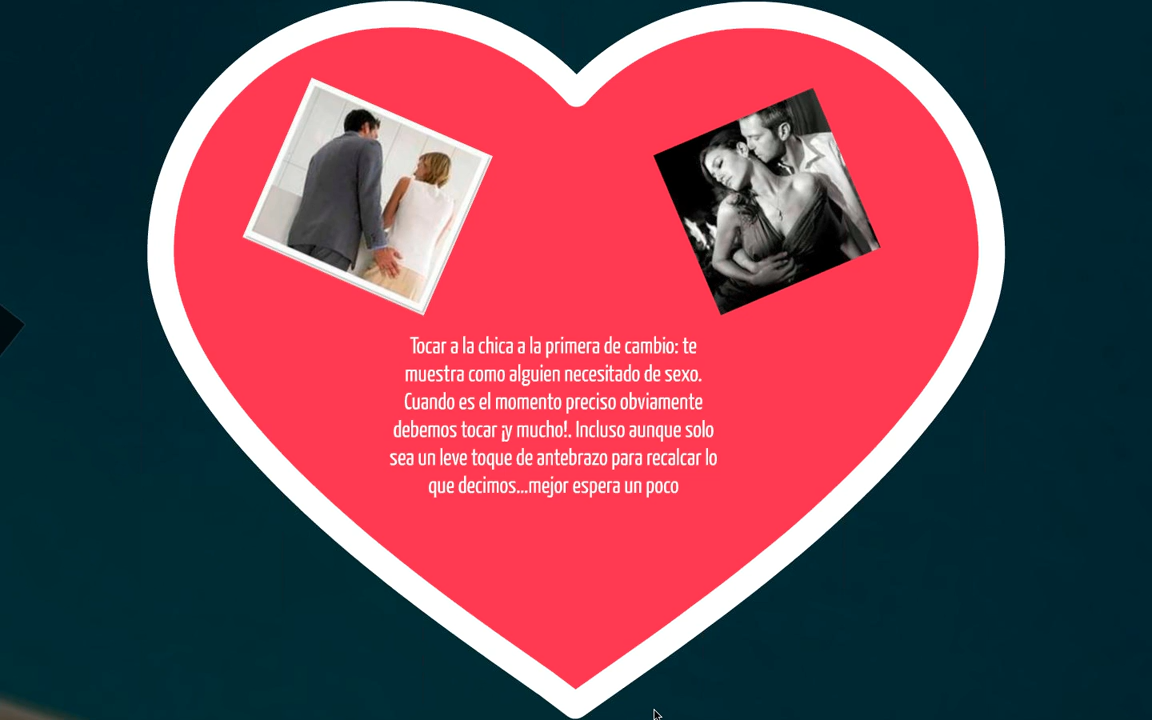 Tocar a la chica a la primera de cambio: te
muestra como alguien necesitado de sexo.
Cuando es el momento preciso obviamente
debemos tocar ¡y mucho!. Incluso aunque solo
sea un leve toque de antebrazo para recalcar lo
que decimos...mejor espera un poco